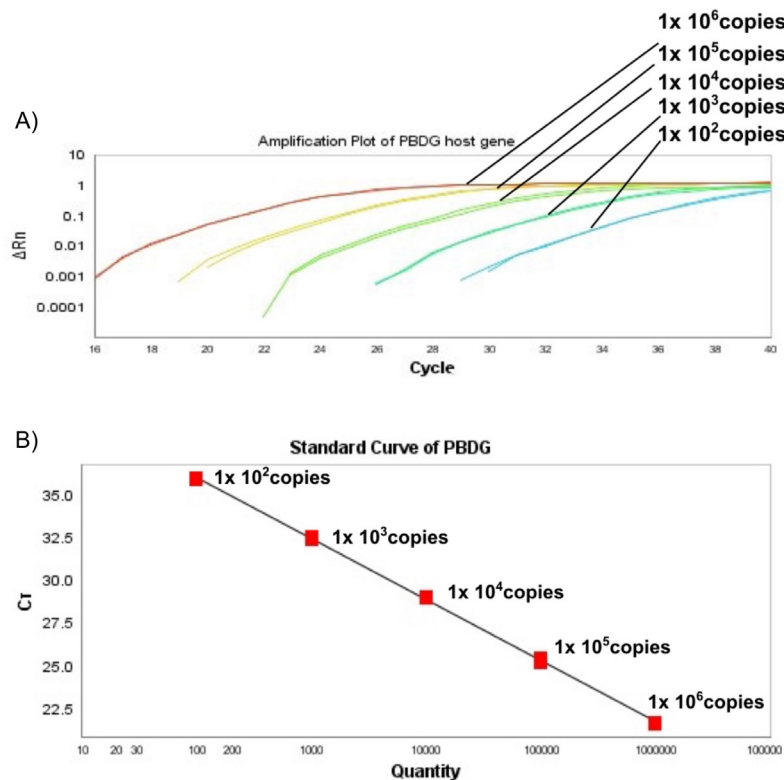 1x 10⁶copies
1x 10⁵copies
1x 10⁴copies
1x 10³copies
1x 10²copies
A)
Amplification Plot of PBDG host gene
10
1
0.1
0.01
0.001
0.0001
ΔRn
16 18 20 22 24 26 28 30 32 34 36 38 40
Cycle
B)
Standard Curve of PBDG
1x 10²copies
1x 10³copies
1x 10⁴copies
1x 10⁵copies
1x 10⁶copies
35.0
32.5
30.0
27.5
25.0
22.5
Cт
10 20 30 100 200 1000 10000 100000 1000000 100000
Quantity